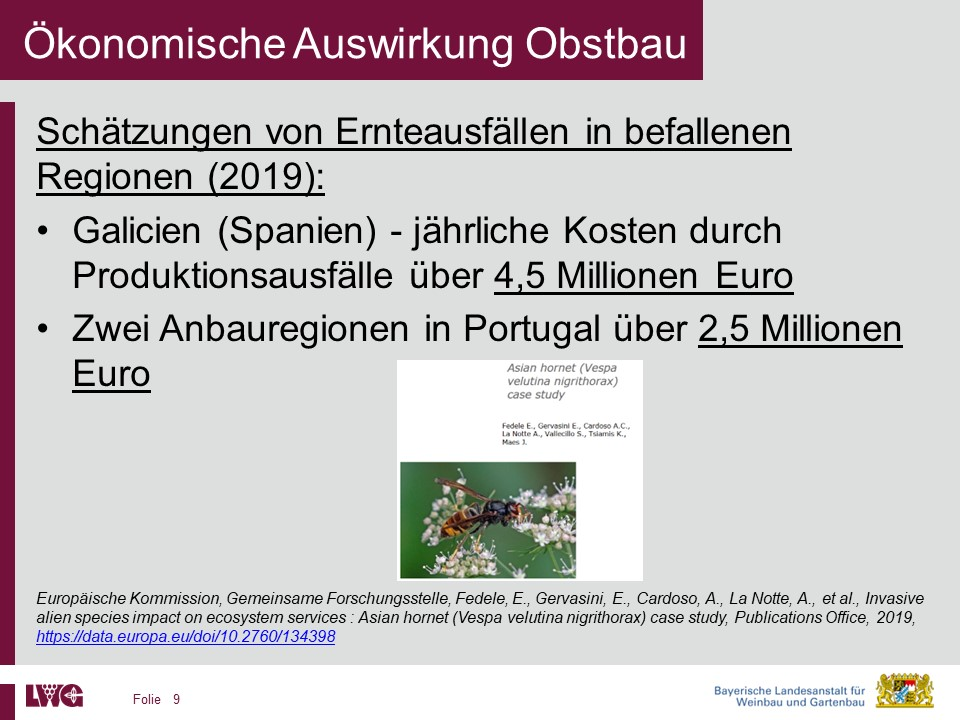 Ökonomische Auswirkung Obstbau
Schätzungen von Ernteausfällen in befallenen
Regionen (2019):
• Galicien (Spanien) - jährliche Kosten durch
Produktionsausfälle über 4,5 Millionen Euro
• Zwei Anbauregionen in Portugal über 2,5 Millionen
Euro
Asian hornet (Vespa
velutina nigrithorax)
case study
Fedele E., Gervasini E., Cardoso A.C.,
La Notte A., Vallecillo S., Tsiamis K.,
Maes J.
Europäische Kommission, Gemeinsame Forschungsstelle, Fedele, E., Gervasini, E., Cardoso, A., La Notte, A., et al., Invasive
alien species impact on ecosystem services : Asian hornet (Vespa velutina nigrithorax) case study, Publications Office, 2019,
https://data.europa.eu/doi/10.2760/134398
LWG
Folie 9
Bayerische Landesanstalt für
Weinbau und Gartenbau